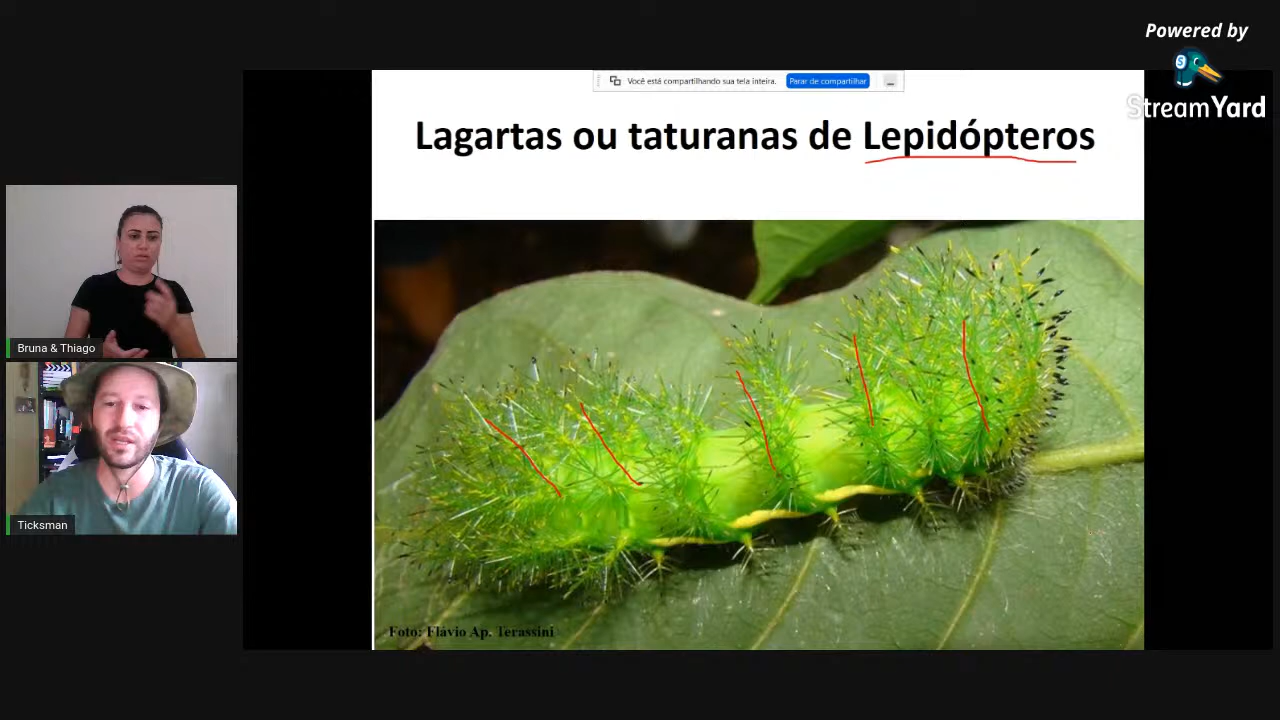 Powered by
StreamYard
Você está compartilhando sua tela inteira.
Parar de compartilhar
Lagartas ou taturanas de Lepidópteros
Bruna & Thiago
Ticksman
Foto: Flávio Ap. Terassini